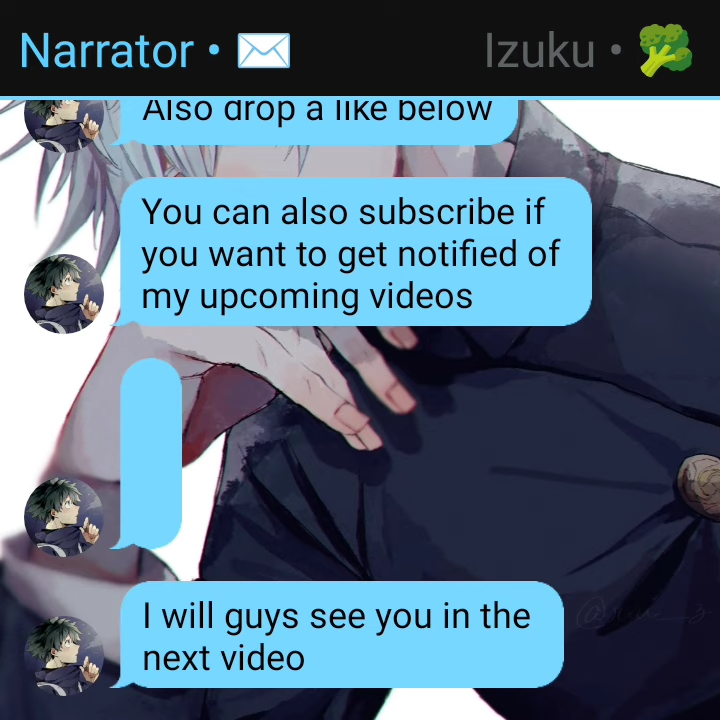 Narrator • ✉️
Izuku • 🥦
Also drop a like below
You can also subscribe if
you want to get notified of
my upcoming videos
I will guys see you in the
next video